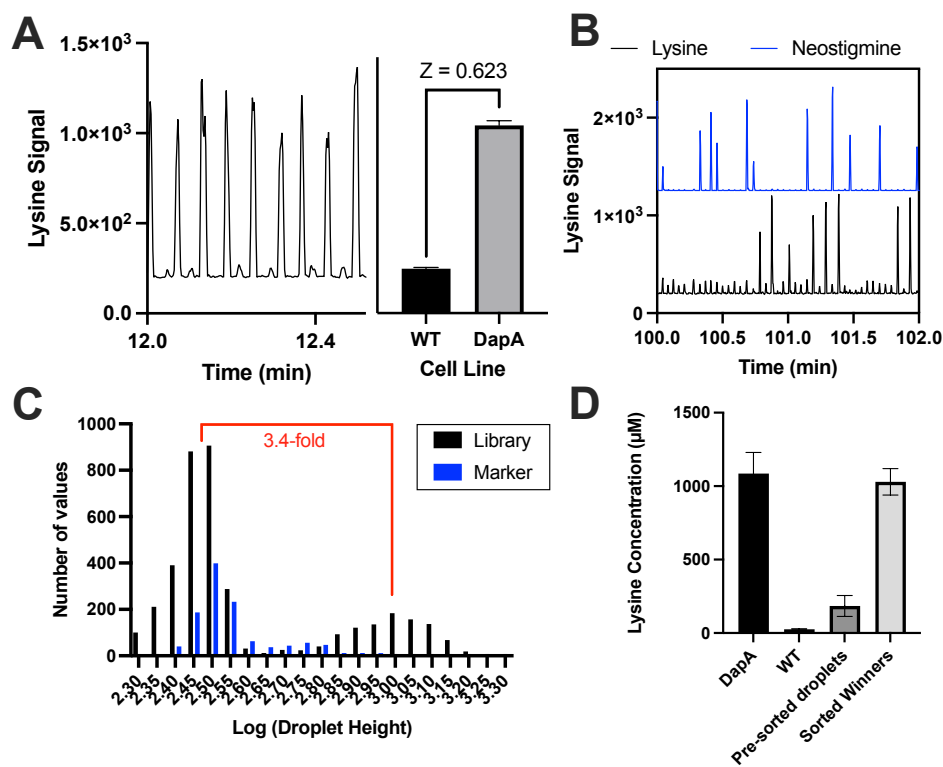 A
Lysine Signal
1.5×10³
1.0×10³
5.0×10²
0.0
12.0
12.4
Time (min)
Z = 0.623
WT
DapA
Cell Line
B
Lysine
Neostigmine
Lysine Signal
2×10³
1×10³
0
100.0
100.5
101.0
101.5
102.0
Time (min)
C
Number of values
1000
800
600
400
200
0
3.4-fold
Library
Marker
2.30
2.35
2.40
2.45
2.50
2.55
2.60
2.65
2.70
2.75
2.80
2.85
2.90
2.95
3.00
3.05
3.10
3.15
3.20
3.25
3.30
Log (Droplet Height)
D
Lysine Concentration (µM)
1500
1000
500
0
DapA
WT
Pre-sorted droplets
Sorted Winners